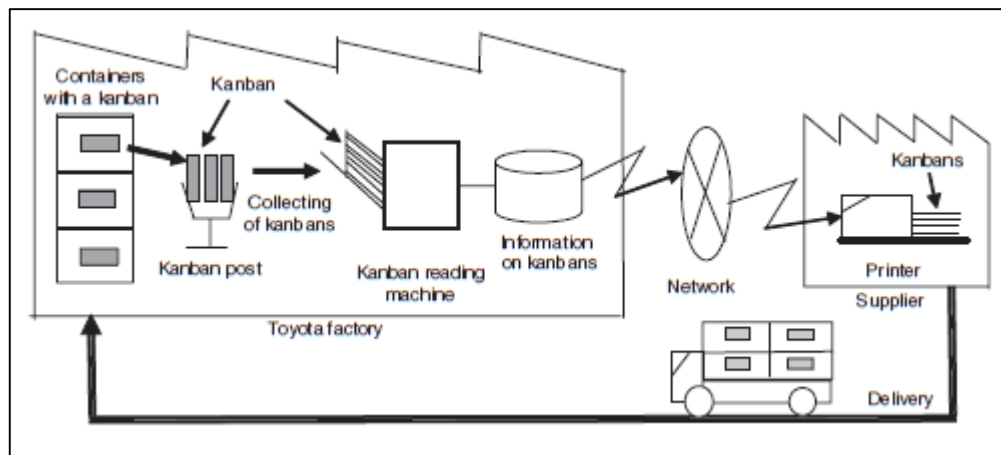 Containers
with a kanban
Kanban
Kanbans
Collecting
of kanbans
Kanban post
Kanban reading
machine
Information
on kanbans
Network
Printer
Supplier
Toyota factory
Delivery